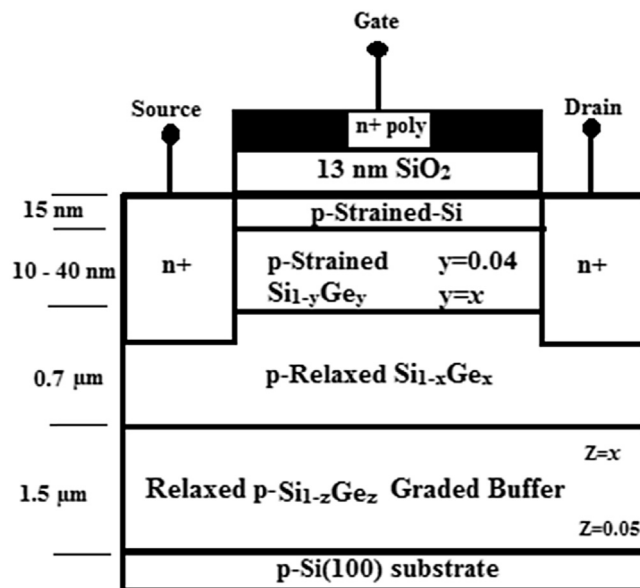 Gate
Source
Drain
n+ poly
13 nm SiO₂
15 nm
p-Strained-Si
10 - 40 nm
n+
p-Strained y=0.04
Si₁₋yGey y=x
n+
0.7 µm
p-Relaxed Si₁₋ₓGeₓ
Z=x
1.5 µm
Relaxed p-Si₁₋zGez Graded Buffer
Z=0.05
p-Si(100) substrate